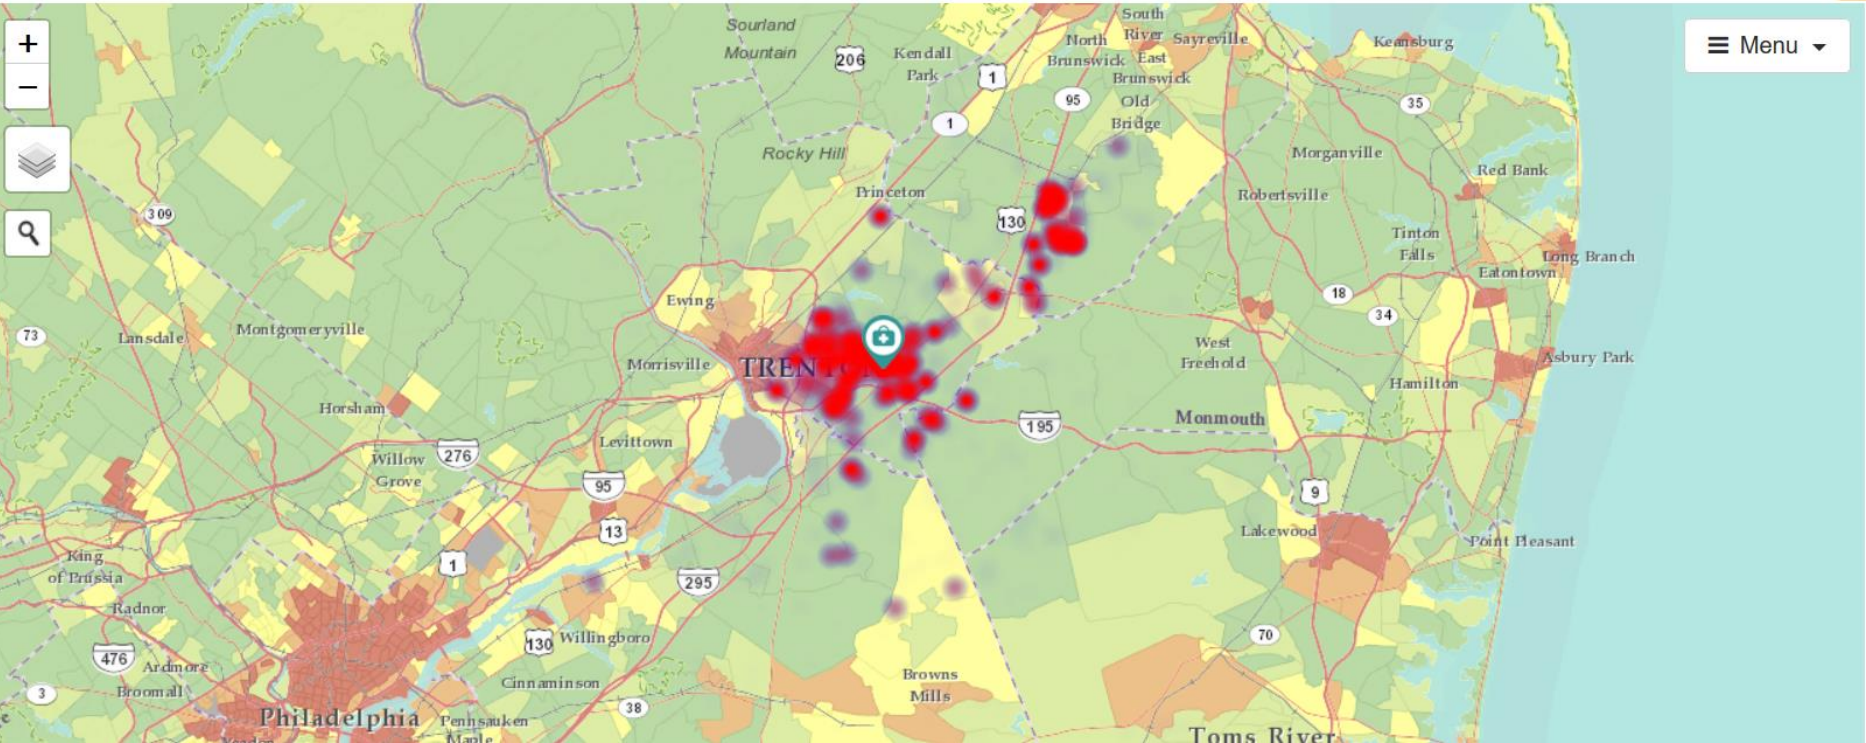 +
−
Menu
Sourland
Mountain
206
Kendall
Park
1
North
Brunswick
South
River
Sayreville
East
Brunswick
Keansburg
95
Old
Bridge
35
1
Rocky Hill
Princeton
Morganville
Red Bank
Robertsville
309
130
Tinton
Falls
Long Branch
Eatontown
Ewing
18
34
73
Lansdale
Montgomeryville
Morrisville
TRENTON
West
Freehold
Asbury Park
Hamilton
Horsham
Monmouth
195
Levittown
276
Willow
Grove
95
9
13
Lakewood
Point Pleasant
King
of Prussia
1
295
Radnor
130
Willingboro
70
476
Ardmore
Broomall
3
Cinnaminson
Browns
Mills
38
Philadelphia
Pennsauken
Maple
Toms River